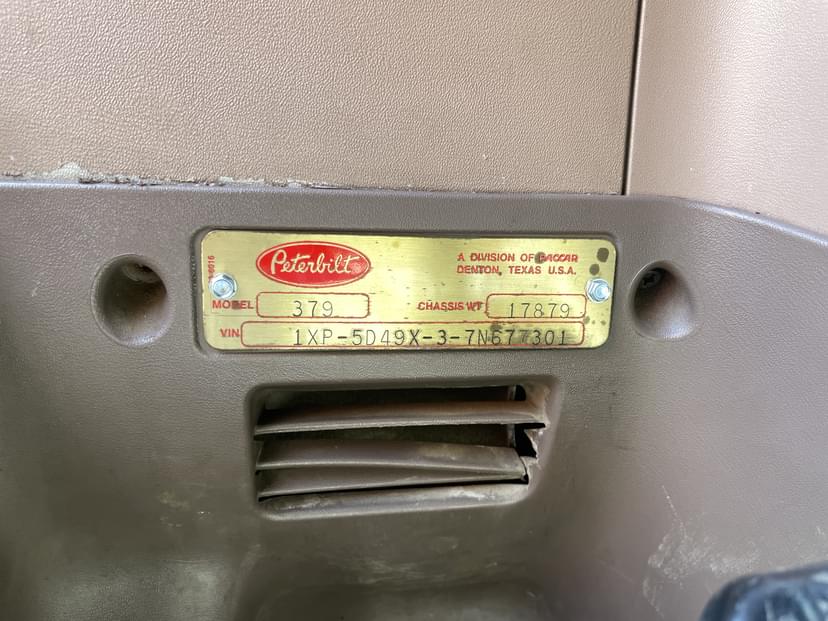 Peterbilt
A DIVISION OF PACCAR
DENTON, TEXAS U.S.A.
MODEL 379 CHASSIS WT 17879
VIN 1XP-5D49X-3-7N677301